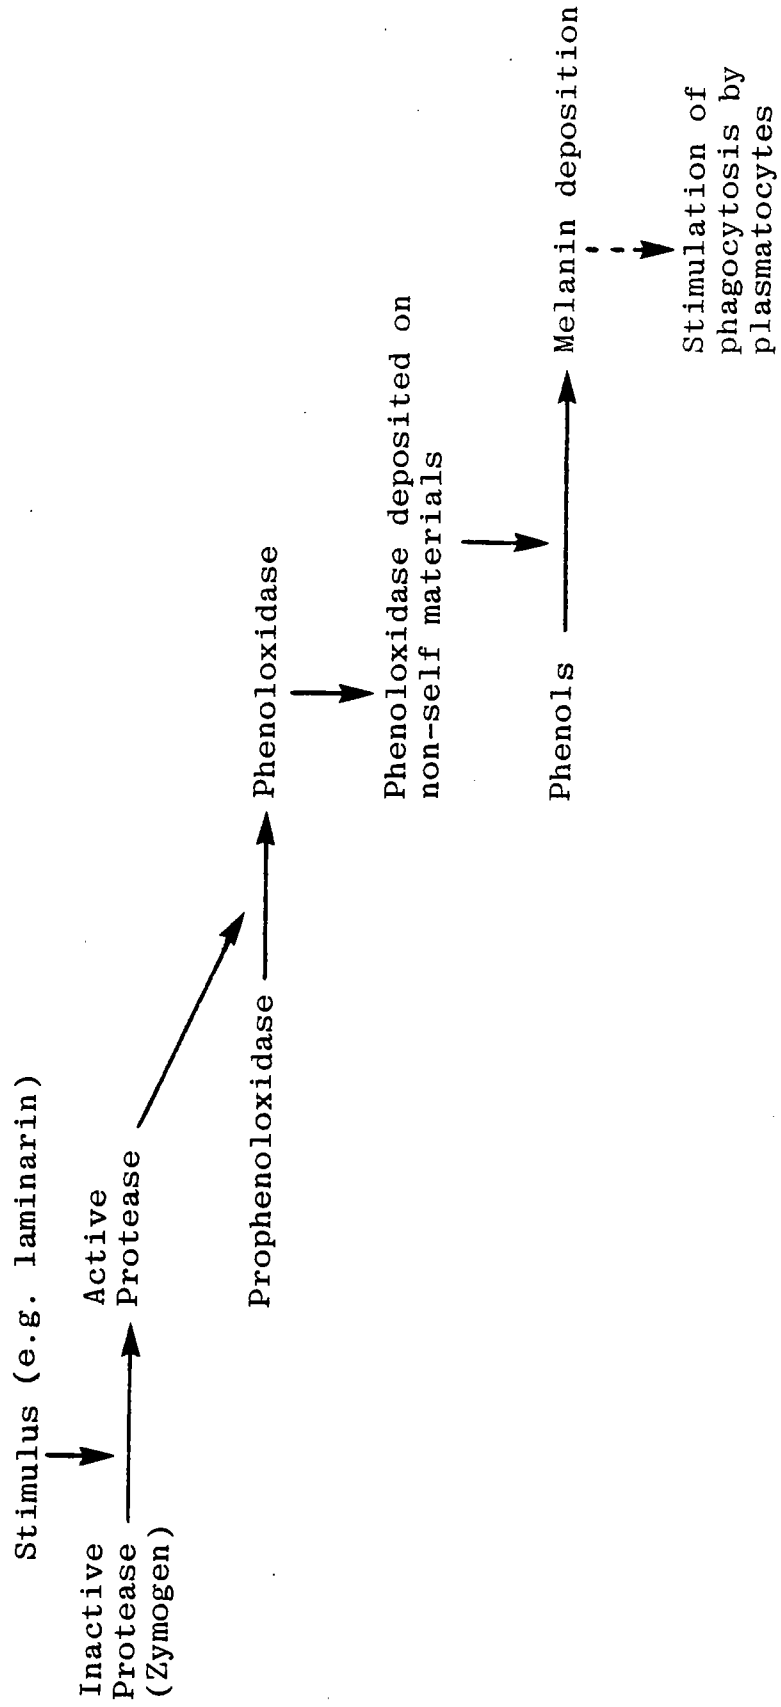 Stimulus (e.g. laminarin)
Inactive
Protease
(Zymogen)
Active
Protease
Prophenoloxidase
Phenoloxidase
Phenoloxidase deposited on
non-self materials
Phenols
Melanin deposition
Stimulation of
phagocytosis by
plasmatocytes